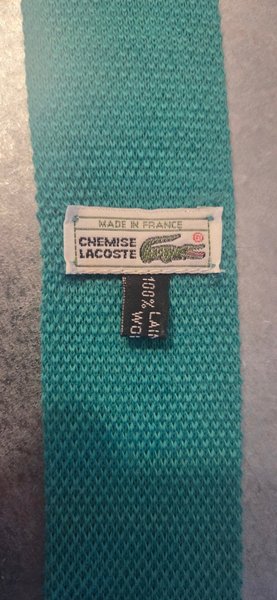 MADE IN FRANCE
CHEMISE
LACOSTE
®
100%